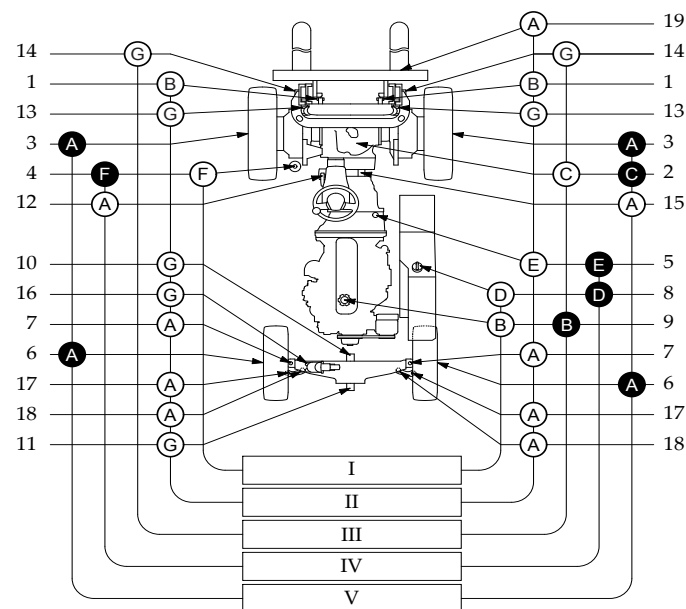 A 19
14 G G 14
1 B B 1
13 G G 13
3 A A 3
4 F F C C 2
12 A A 15
E E 5
10 G D D 8
16 G B B 9
7 A A 7
6 A A 6
17 A A 17
18 A A 18
11 G
I
II
III
IV
V